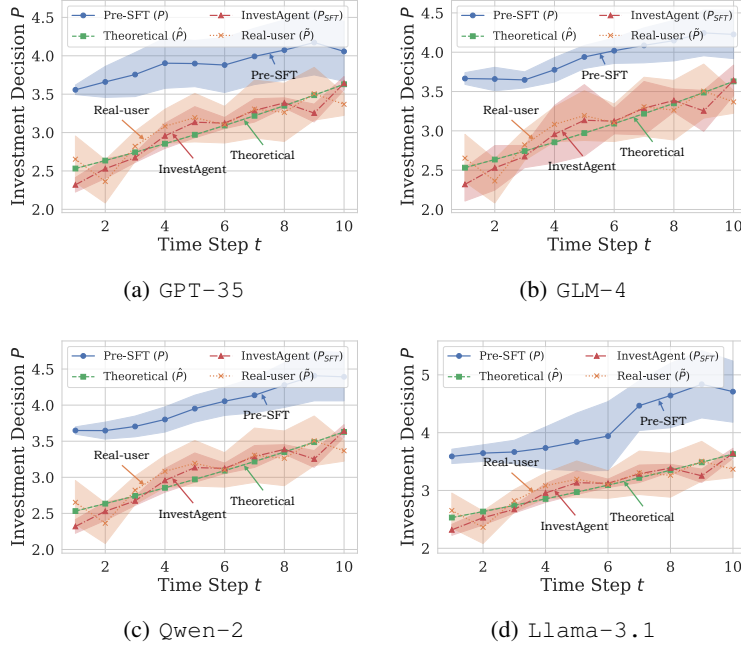 Pre-SFT (P)
Theoretical (P̂)
InvestAgent (P_SFT)
Real-user (P̃)
Investment Decision P
4.5
4.0
3.5
3.0
2.5
2.0
Pre-SFT
Real-user
Theoretical
InvestAgent
2 4 6 8 10
Time Step t
(a) GPT-35
Pre-SFT (P)
Theoretical (P̂)
InvestAgent (P_SFT)
Real-user (P̃)
Investment Decision P
4.5
4.0
3.5
3.0
2.5
2.0
Pre-SFT
Real-user
Theoretical
InvestAgent
2 4 6 8 10
Time Step t
(b) GLM-4
Pre-SFT (P)
Theoretical (P̂)
InvestAgent (P_SFT)
Real-user (P̃)
Investment Decision P
4.5
4.0
3.5
3.0
2.5
2.0
Pre-SFT
Real-user
Theoretical
InvestAgent
2 4 6 8 10
Time Step t
(c) Qwen-2
Pre-SFT (P)
Theoretical (P̂)
InvestAgent (P_SFT)
Real-user (P̃)
Investment Decision P
5
4
3
2
Pre-SFT
Real-user
Theoretical
InvestAgent
2 4 6 8 10
Time Step t
(d) Llama-3.1